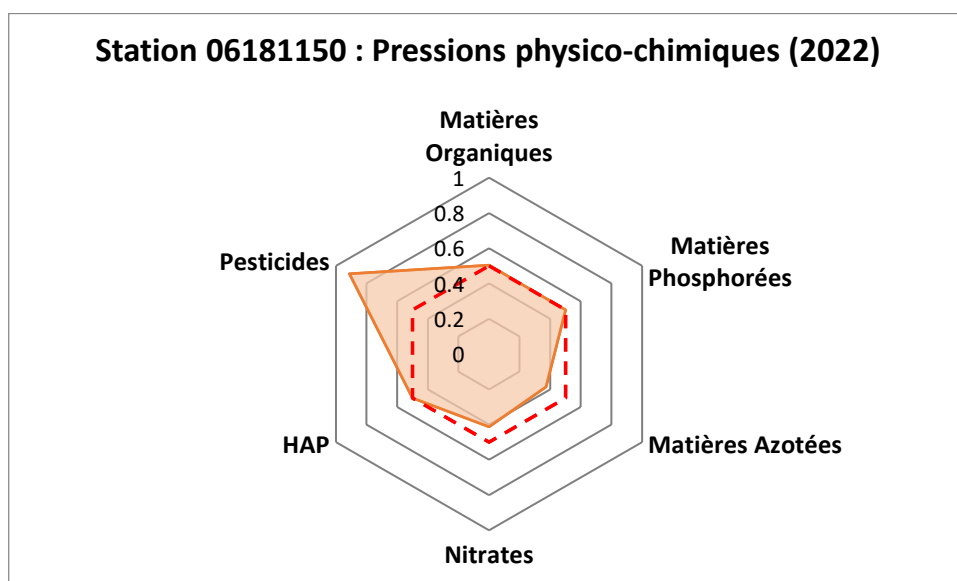 Station 06181150 : Pressions physico-chimiques (2022)
Matières
Organiques
1
0.8
0.6
0.4
0.2
0
Matières
Phosphorées
Pesticides
HAP
Matières Azotées
Nitrates